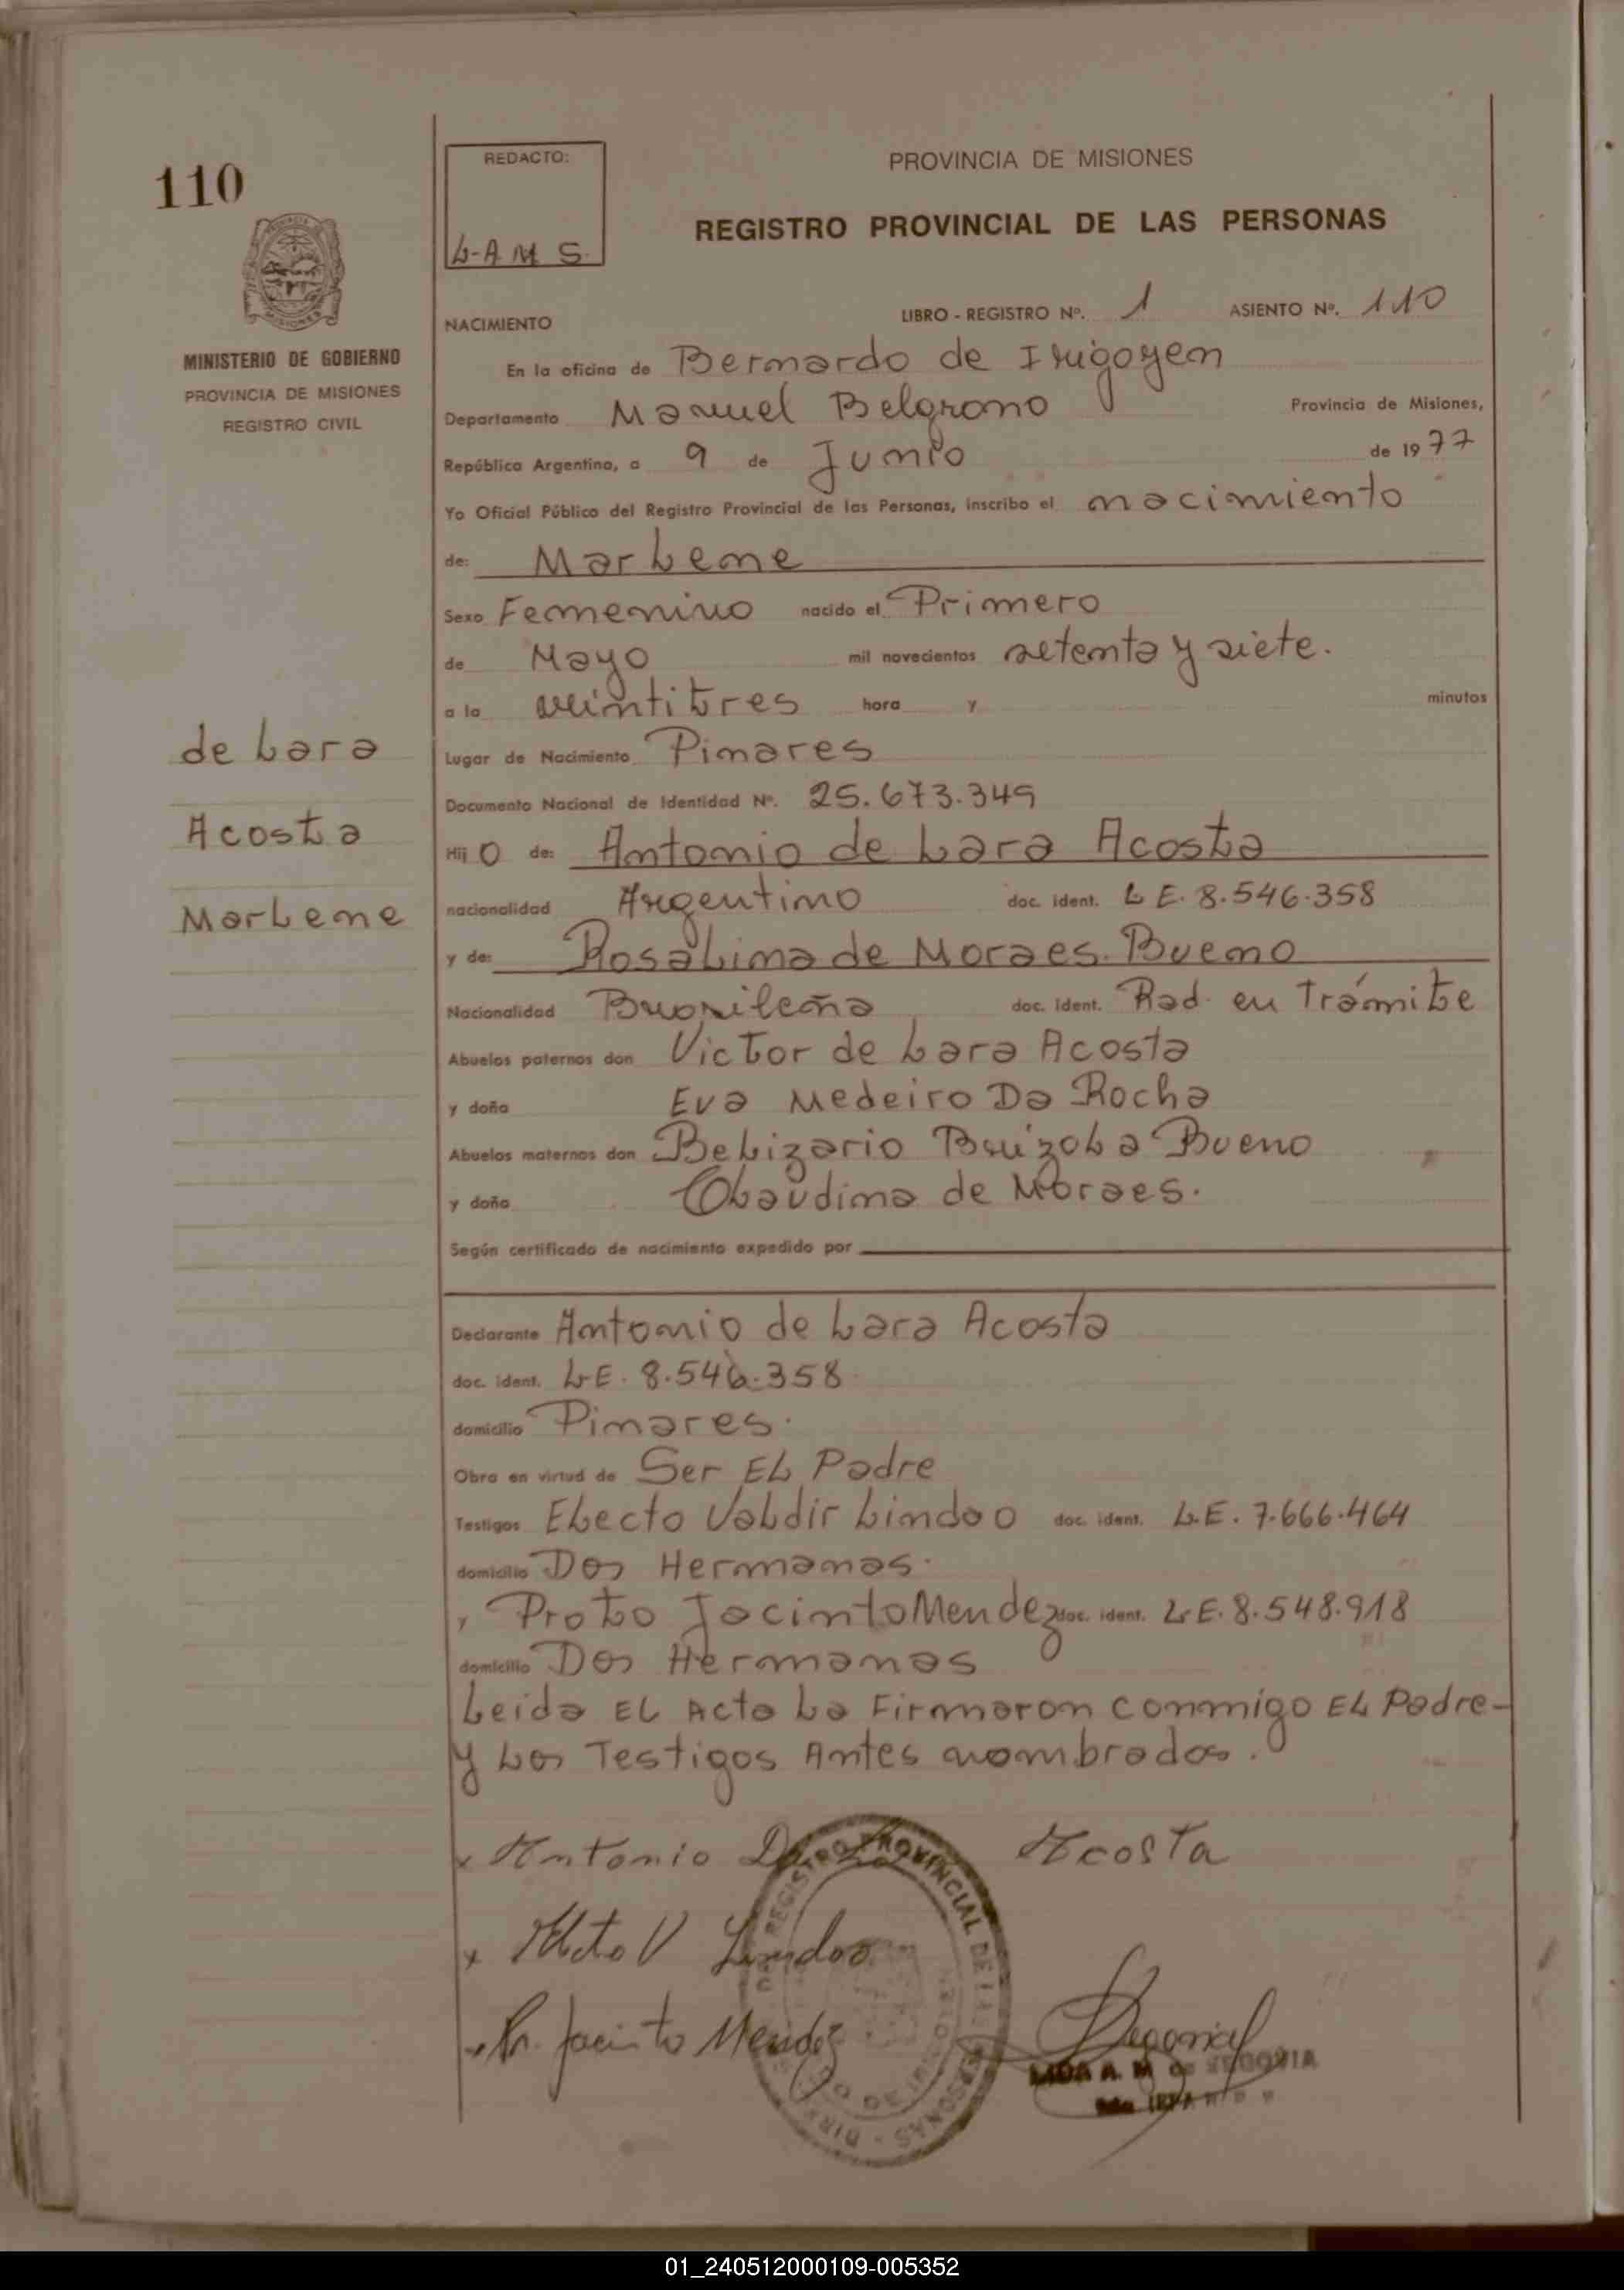 110
REDACTO:
L-A M S.
PROVINCIA DE MISIONES
REGISTRO PROVINCIAL DE LAS PERSONAS
MINISTERIO DE GOBIERNO
PROVINCIA DE MISIONES
REGISTRO CIVIL
NACIMIENTO LIBRO - REGISTRO Nº. 1 ASIENTO Nº. 110
En la oficina de Bernardo de Irigoyen
Departamento Manuel Belgrano Provincia de Misiones,
República Argentina, a 9 de Junio de 1977
Yo Oficial Público del Registro Provincial de las Personas, inscribo el nacimiento
de: Marlene
Sexo Femenino nacido el Primero
de Mayo mil novecientos setenta y siete.
a la veintitres hora y minutos
de Lara
Acosta
Marlene
Lugar de Nacimiento Pinares
Documento Nacional de Identidad Nº. 25.673.349
Hij O de: Antonio de Lara Acosta
nacionalidad Argentino doc. ident. L E. 8.546.358
y de: Rosalina de Moraes Bueno
Nacionalidad Brasileña doc. ident. Rad. en Trámite
Abuelos paternos don Victor de Lara Acosta
y doña Eva Medeiro Da Rocha
Abuelos maternos don Belizario Brizola Bueno
y doña Claudina de Moraes.
Según certificado de nacimiento expedido por
Declarante Antonio de Lara Acosta
doc. ident. L-E. 8.546.358
domicilio Pinares.
Obra en virtud de Ser EL Padre
Testigos Electo Valdir Lindoo doc. ident. L.E. 7.666.464
domicilio Dos Hermanas.
y Proto Jacinto Mendez doc. ident. L.E. 8.548.918
domicilio Dos Hermanas
Leida EL Acta La Firmaron conmigo EL Padre-
y Los Testigos Antes nombrados.
x Antonio De La Acosta
x Elcto V Lindoo
x Pr. Jacinto Mendez
REGISTRO PROVINCIAL DE LAS PERSONAS
Segovia
LIDA A. M de SEGOVIA
01_240512000109-005352